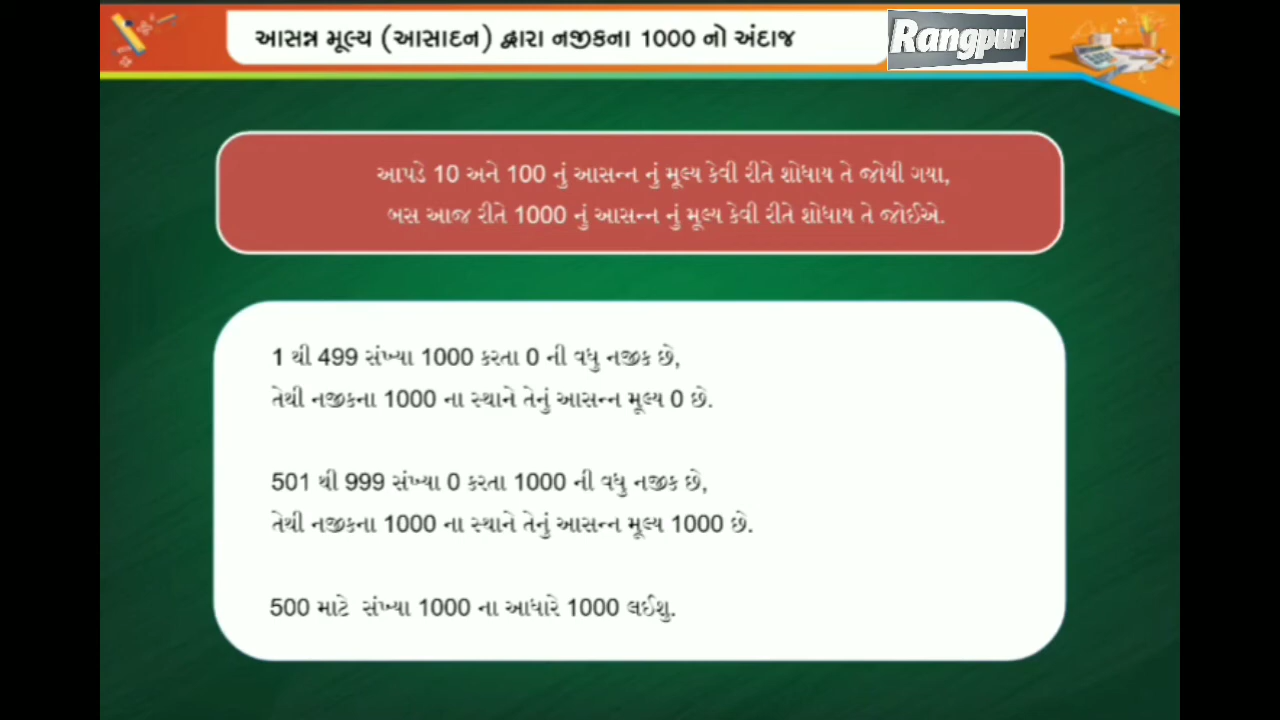 આસન્ન મૂલ્ય (આસાદન) દ્વારા નજીકના 1000 નો અંદાજ
Rangpur
આપડે 10 અને 100 નું આસન્ન નું મૂલ્ય કેવી રીતે શોધાય તે જોયી ગયા,
બસ આજ રીતે 1000 નું આસન્ન નું મૂલ્ય કેવી રીતે શોધાય તે જોઈએ.
1 થી 499 સંખ્યા 1000 કરતા 0 ની વધુ નજીક છે,
તેથી નજીકના 1000 ના સ્થાને તેનું આસન્ન મૂલ્ય 0 છે.
501 થી 999 સંખ્યા 0 કરતા 1000 ની વધુ નજીક છે,
તેથી નજીકના 1000 ના સ્થાને તેનું આસન્ન મૂલ્ય 1000 છે.
500 માટે સંખ્યા 1000 ના આધારે 1000 લઈશુ.